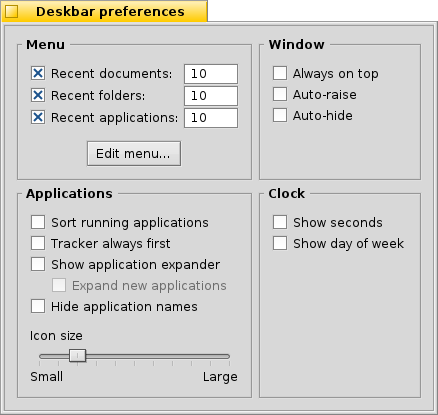 Deskbar preferences
Menu
Recent documents: 10
Recent folders: 10
Recent applications: 10
Edit menu...
Window
Always on top
Auto-raise
Auto-hide
Applications
Sort running applications
Tracker always first
Show application expander
Expand new applications
Hide application names
Icon size
Small Large
Clock
Show seconds
Show day of week